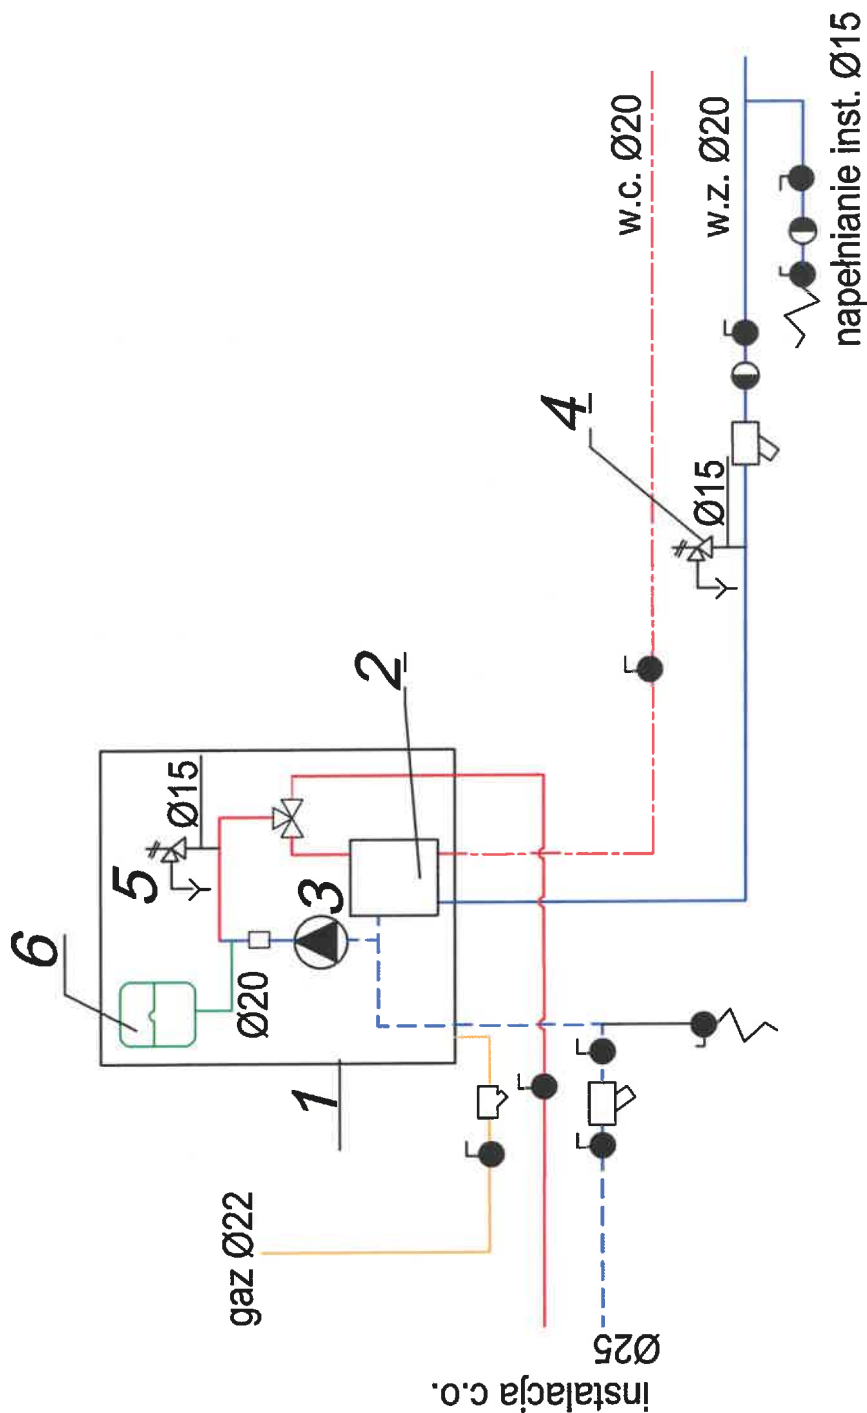 6
5
Ø15
Ø20
3
2
1
gaz Ø22
Ø25
instalacja c.o.
4
Ø15
w.c. Ø20
w.z. Ø20
napełnianie inst. Ø15